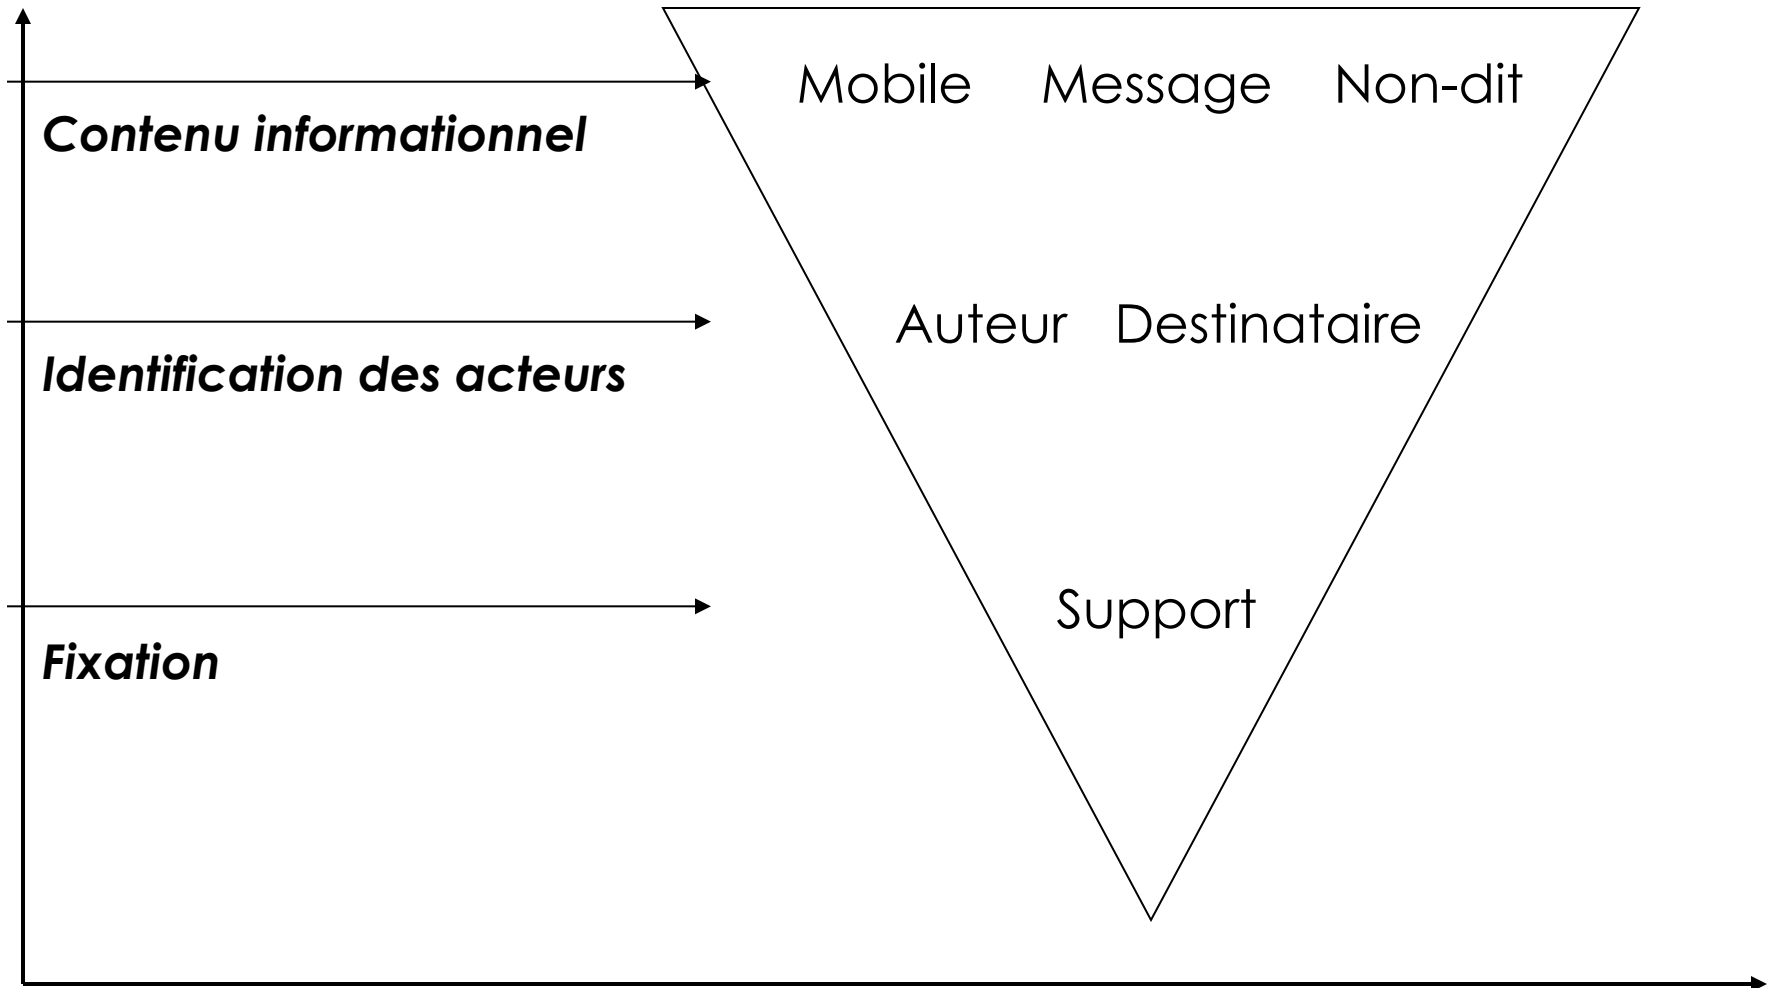 Mobile Message Non-dit
Contenu informationnel
Auteur Destinataire
Identification des acteurs
Support
Fixation